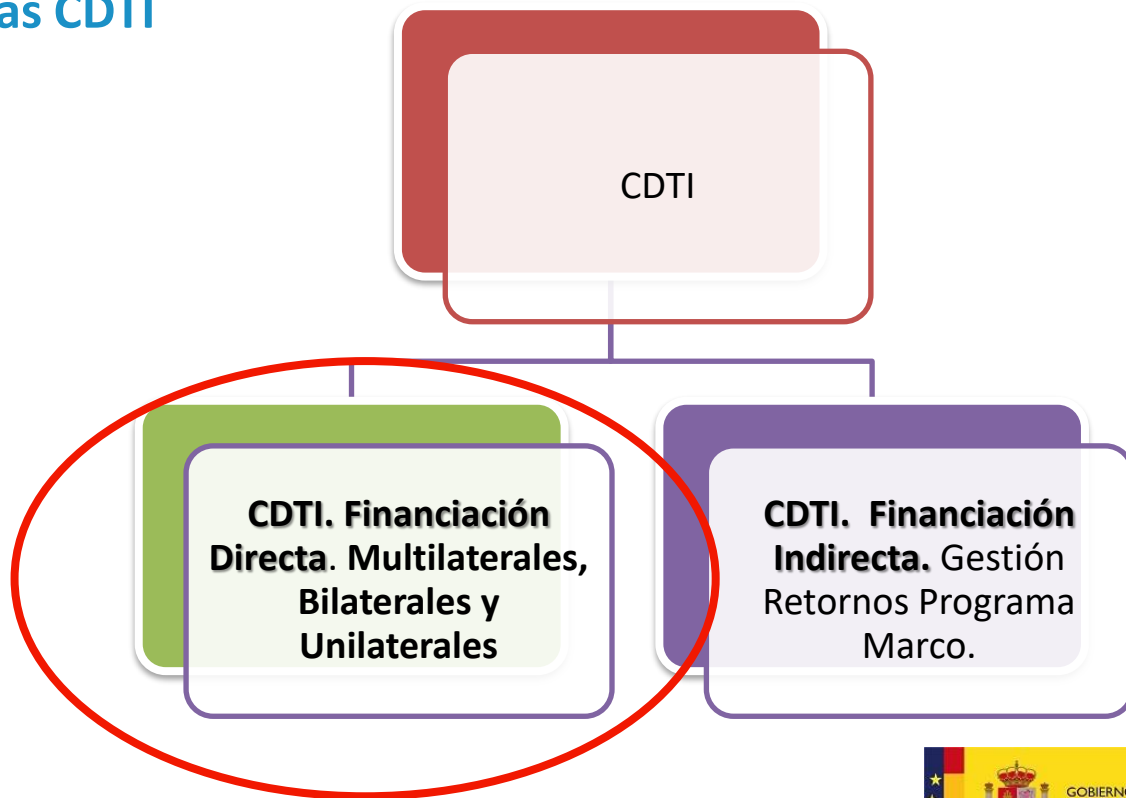 as CDTI
CDTI
CDTI. Financiación
Directa. Multilaterales,
Bilaterales y
Unilaterales
CDTI. Financiación
Indirecta. Gestión
Retornos Programa
Marco.
GOBIERNO